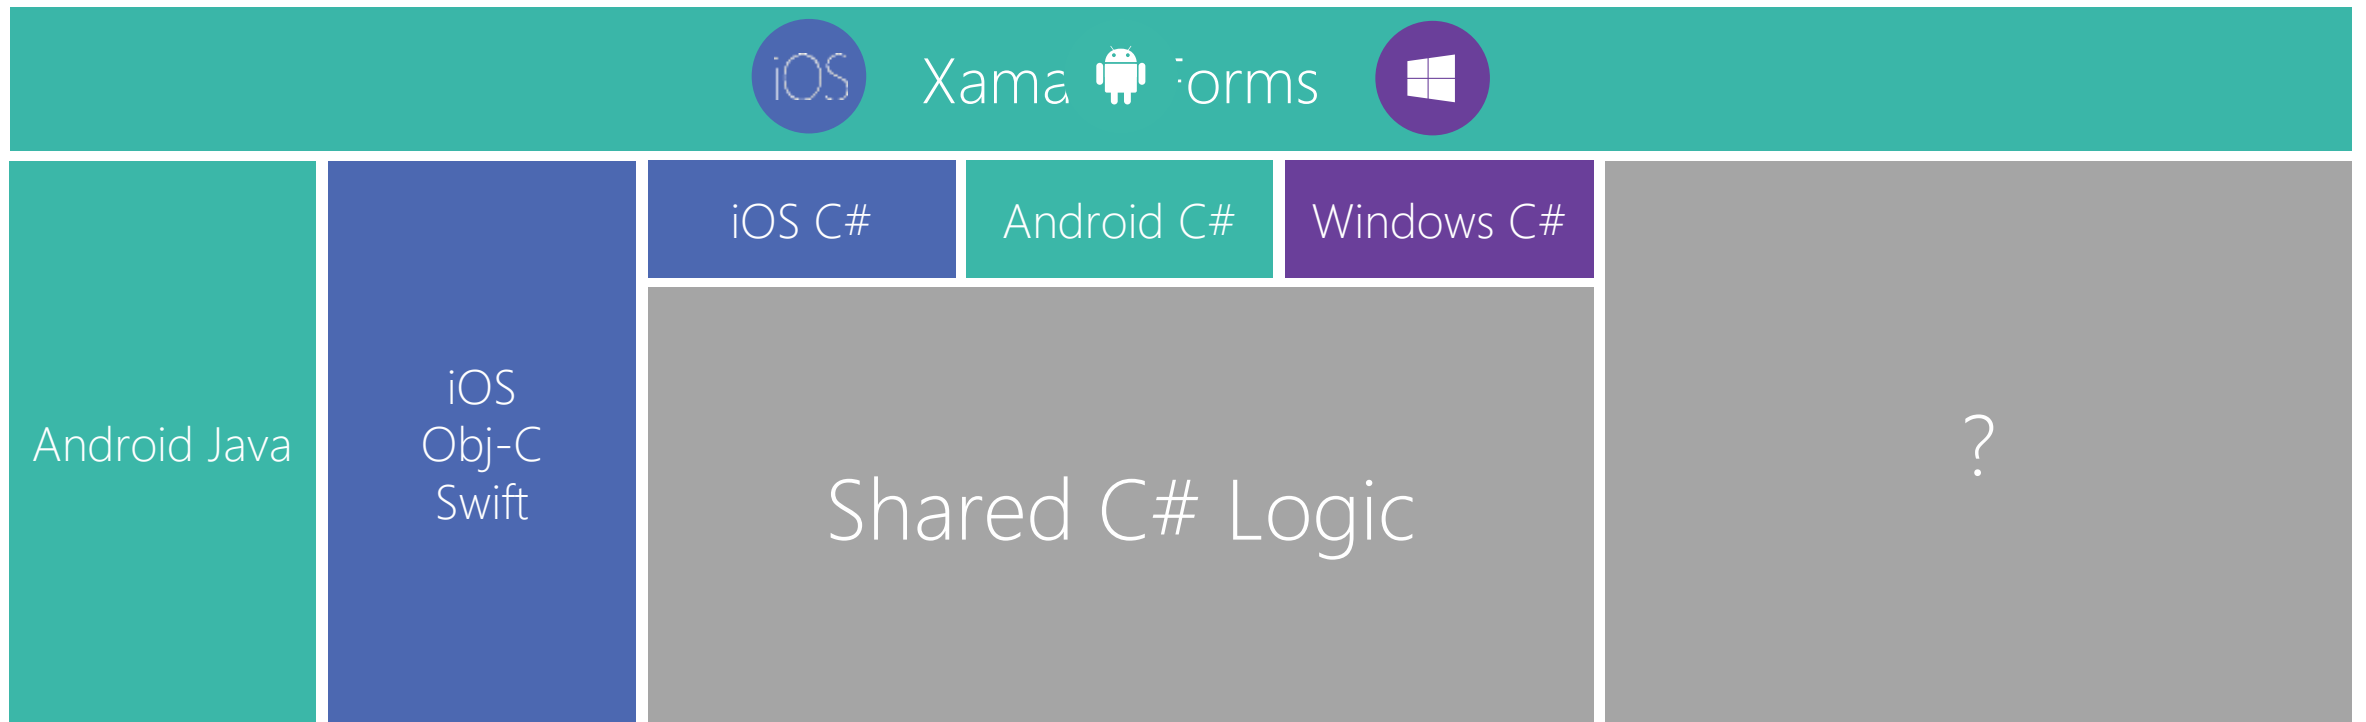 iOS
Xama orms
iOS C#
Android C#
Windows C#
Android Java
iOS
Obj-C
Swift
Shared C# Logic
?